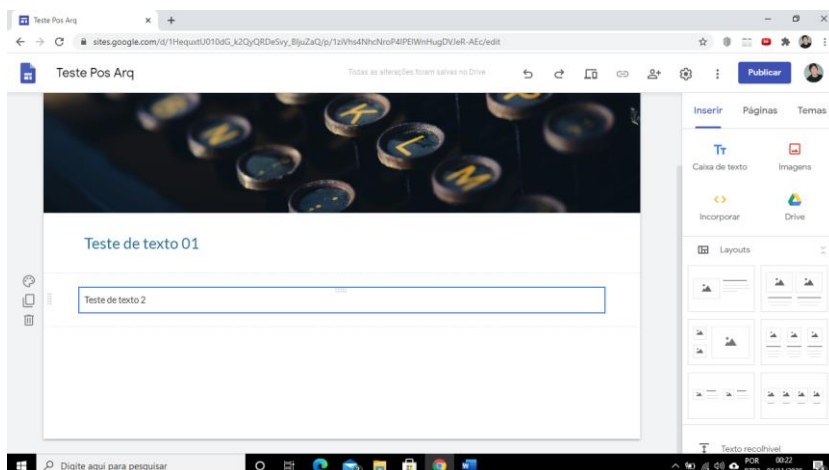 Teste Pos Arq
sites.google.com/d/1HequxtU010dG_k2QyQRDeSvy_BljuZaQ/p/1ziVhs4NhcNroP4IPEIWnHugDVJeR-AEc/edit
Teste Pos Arq
Todas as alterações foram salvas no Drive
Publicar
Inserir Páginas Temas
Caixa de texto Imagens
Incorporar Drive
Layouts
Texto recolhível
N K L M
Teste de texto 01
Teste de texto 2
Digite aqui para pesquisar
POR 00:22